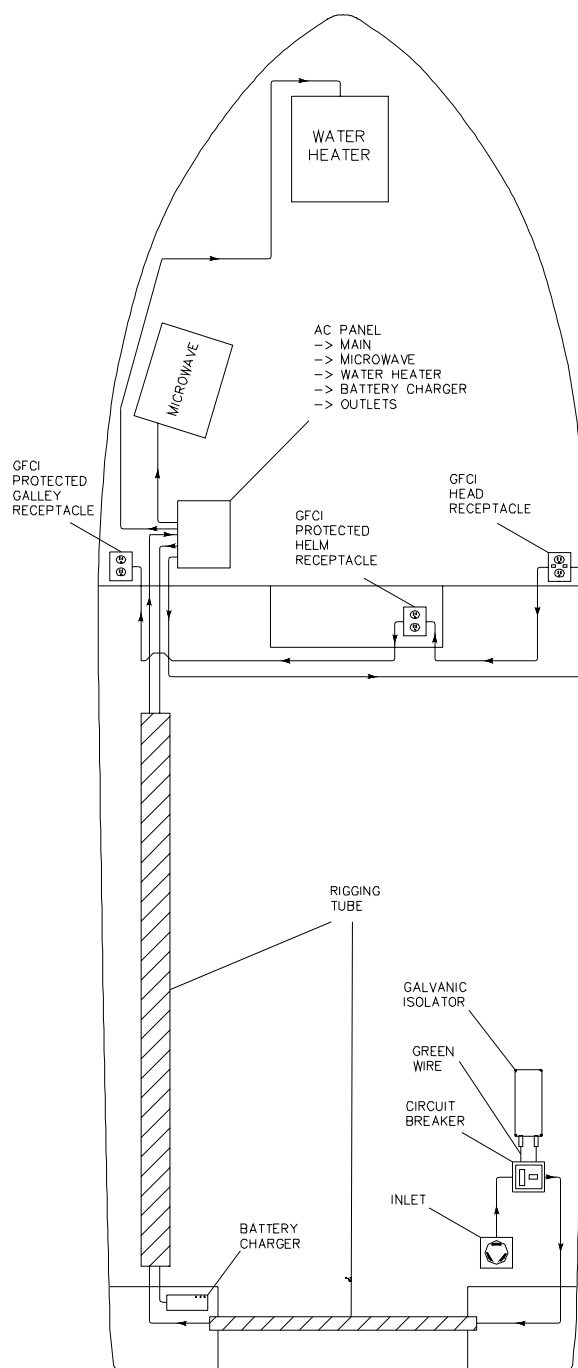 WATER
HEATER
AC PANEL
-> MAIN
-> MICROWAVE
-> WATER HEATER
-> BATTERY CHARGER
-> OUTLETS
MICROWAVE
GFCI
PROTECTED
GALLEY
RECEPTACLE
GFCI
PROTECTED
HELM
RECEPTACLE
GFCI
HEAD
RECEPTACLE
RIGGING
TUBE
GALVANIC
ISOLATOR
GREEN
WIRE
CIRCUIT
BREAKER
INLET
BATTERY
CHARGER